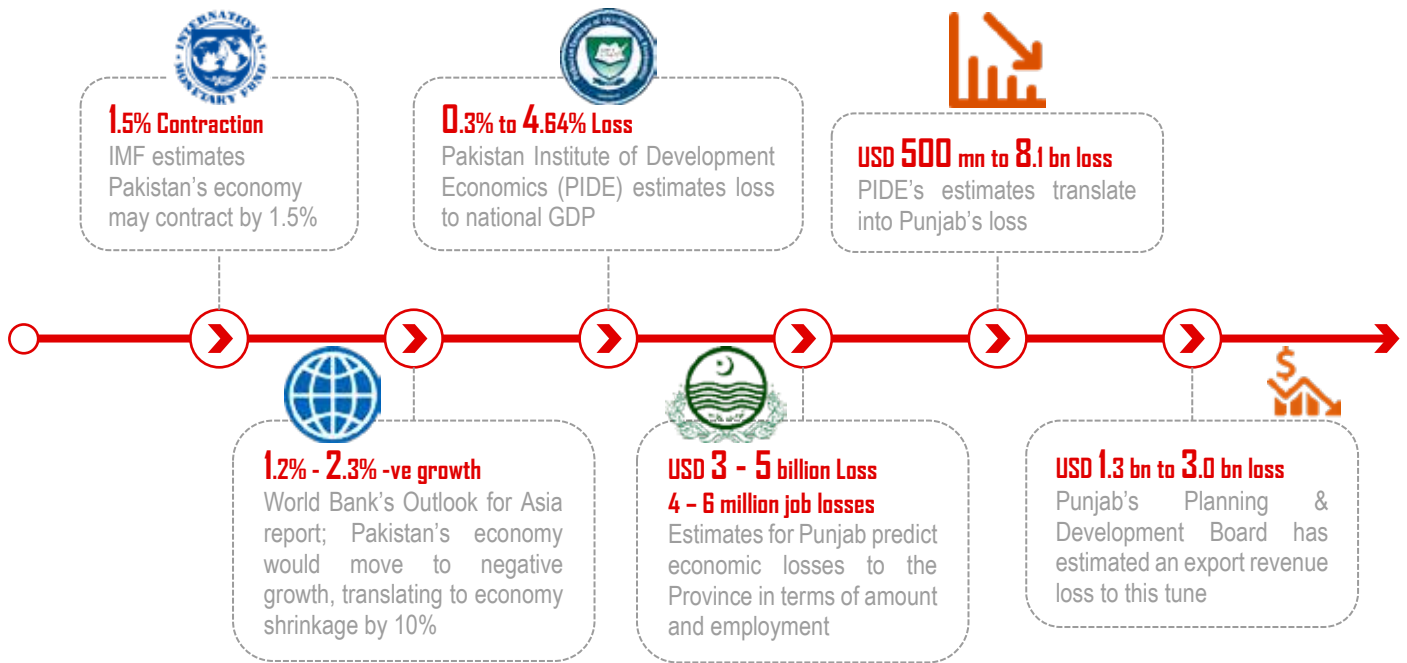 INTERNATIONAL MONETARY FUND
1.5% Contraction
IMF estimates
Pakistan's economy
may contract by 1.5%
0.3% to 4.64% Loss
Pakistan Institute of Development
Economics (PIDE) estimates loss
to national GDP
USD 500 mn to 8.1 bn loss
PIDE's estimates translate
into Punjab's loss
1.2% - 2.3% -ve growth
World Bank's Outlook for Asia
report; Pakistan's economy
would move to negative
growth, translating to economy
shrinkage by 10%
USD 3 - 5 billion Loss
4 – 6 million job losses
Estimates for Punjab predict
economic losses to the
Province in terms of amount
and employment
$
USD 1.3 bn to 3.0 bn loss
Punjab's Planning &
Development Board has
estimated an export revenue
loss to this tune